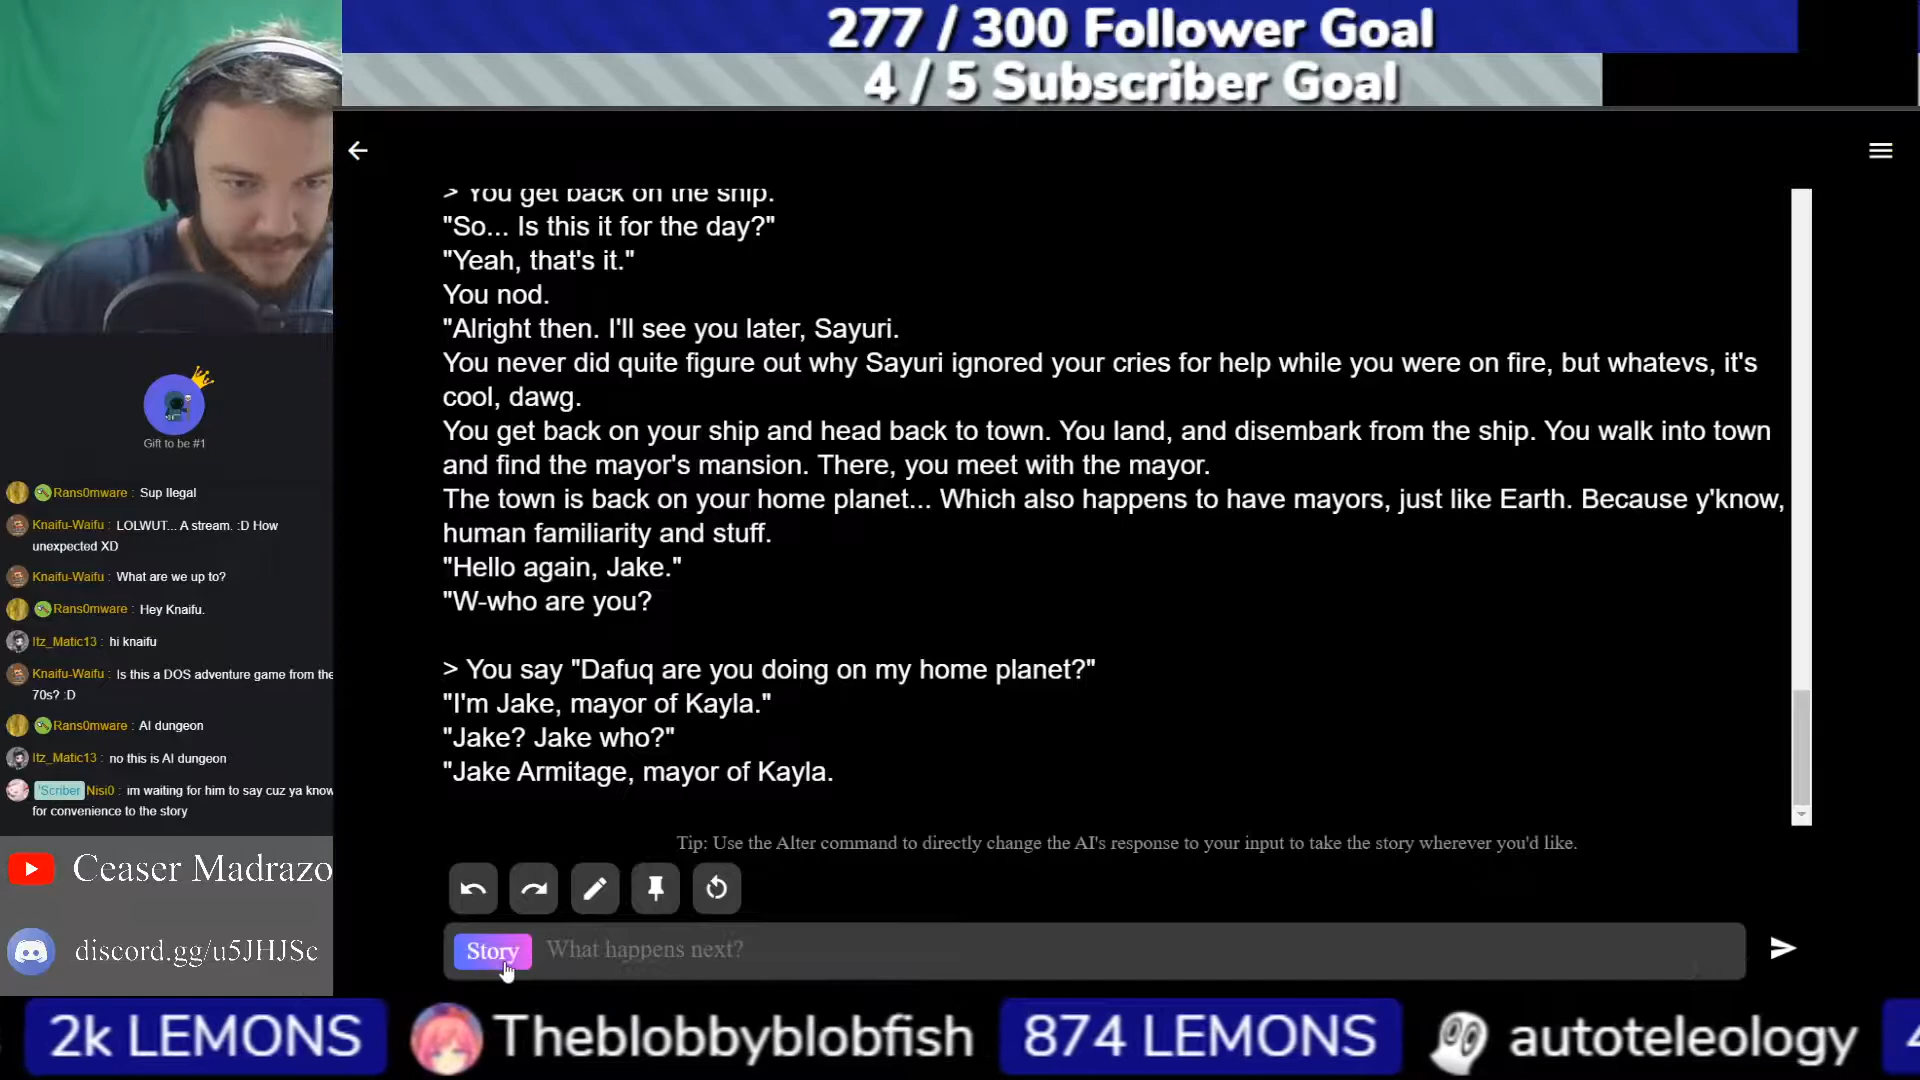 277 / 300 Follower Goal
4 / 5 Subscriber Goal
> You get back on the ship.
"So... Is this it for the day?"
"Yeah, that's it."
You nod.
"Alright then. I'll see you later, Sayuri.
You never did quite figure out why Sayuri ignored your cries for help while you were on fire, but whatevs, it's
cool, dawg.
You get back on your ship and head back to town. You land, and disembark from the ship. You walk into town
and find the mayor's mansion. There, you meet with the mayor.
The town is back on your home planet... Which also happens to have mayors, just like Earth. Because y'know,
human familiarity and stuff.
"Hello again, Jake."
"W-who are you?
> You say "Dafuq are you doing on my home planet?"
"I'm Jake, mayor of Kayla."
"Jake? Jake who?"
"Jake Armitage, mayor of Kayla.
Tip: Use the Alter command to directly change the AI's response to your input to take the story wherever you'd like.
Story What happens next?
Gift to be #1
Rans0mware : Sup Ilegal
Knaifu-Waifu : LOLWUT... A stream. :D How
unexpected XD
Knaifu-Waifu : What are we up to?
Rans0mware : Hey Knaifu.
Itz_Matic13 : hi knaifu
Knaifu-Waifu : Is this a DOS adventure game from the
70s? :D
Rans0mware : AI dungeon
Itz_Matic13 : no this is AI dungeon
'Scriber Nisi0 : im waiting for him to say cuz ya know
for convenience to the story
Ceaser Madrazo
discord.gg/u5JHJSc
2k LEMONS Theblobbyblobfish 874 LEMONS autoteleology